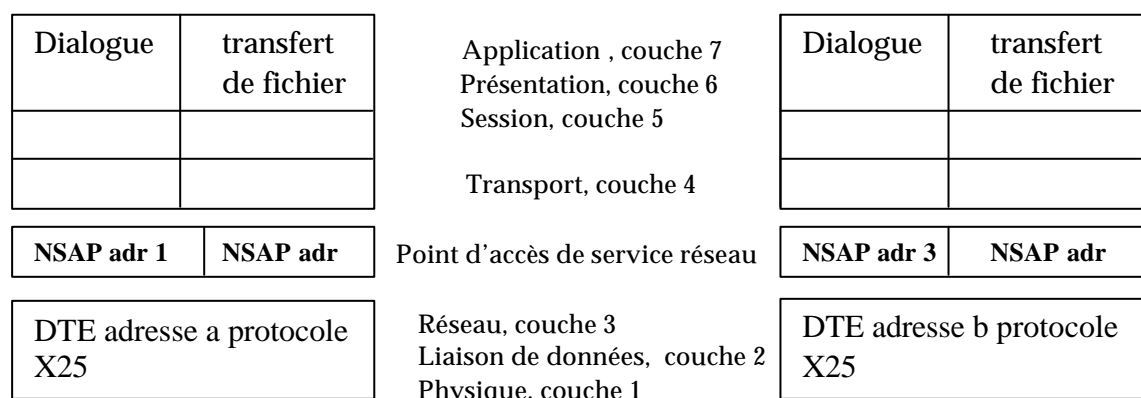 Dialogue
transfert
de fichier
Application , couche 7
Présentation, couche 6
Session, couche 5
Transport, couche 4
Dialogue
transfert
de fichier
NSAP adr 1
NSAP adr
Point d'accès de service réseau
NSAP adr 3
NSAP adr
DTE adresse a protocole
X25
Réseau, couche 3
Liaison de données, couche 2
Physique, couche 1
DTE adresse b protocole
X25